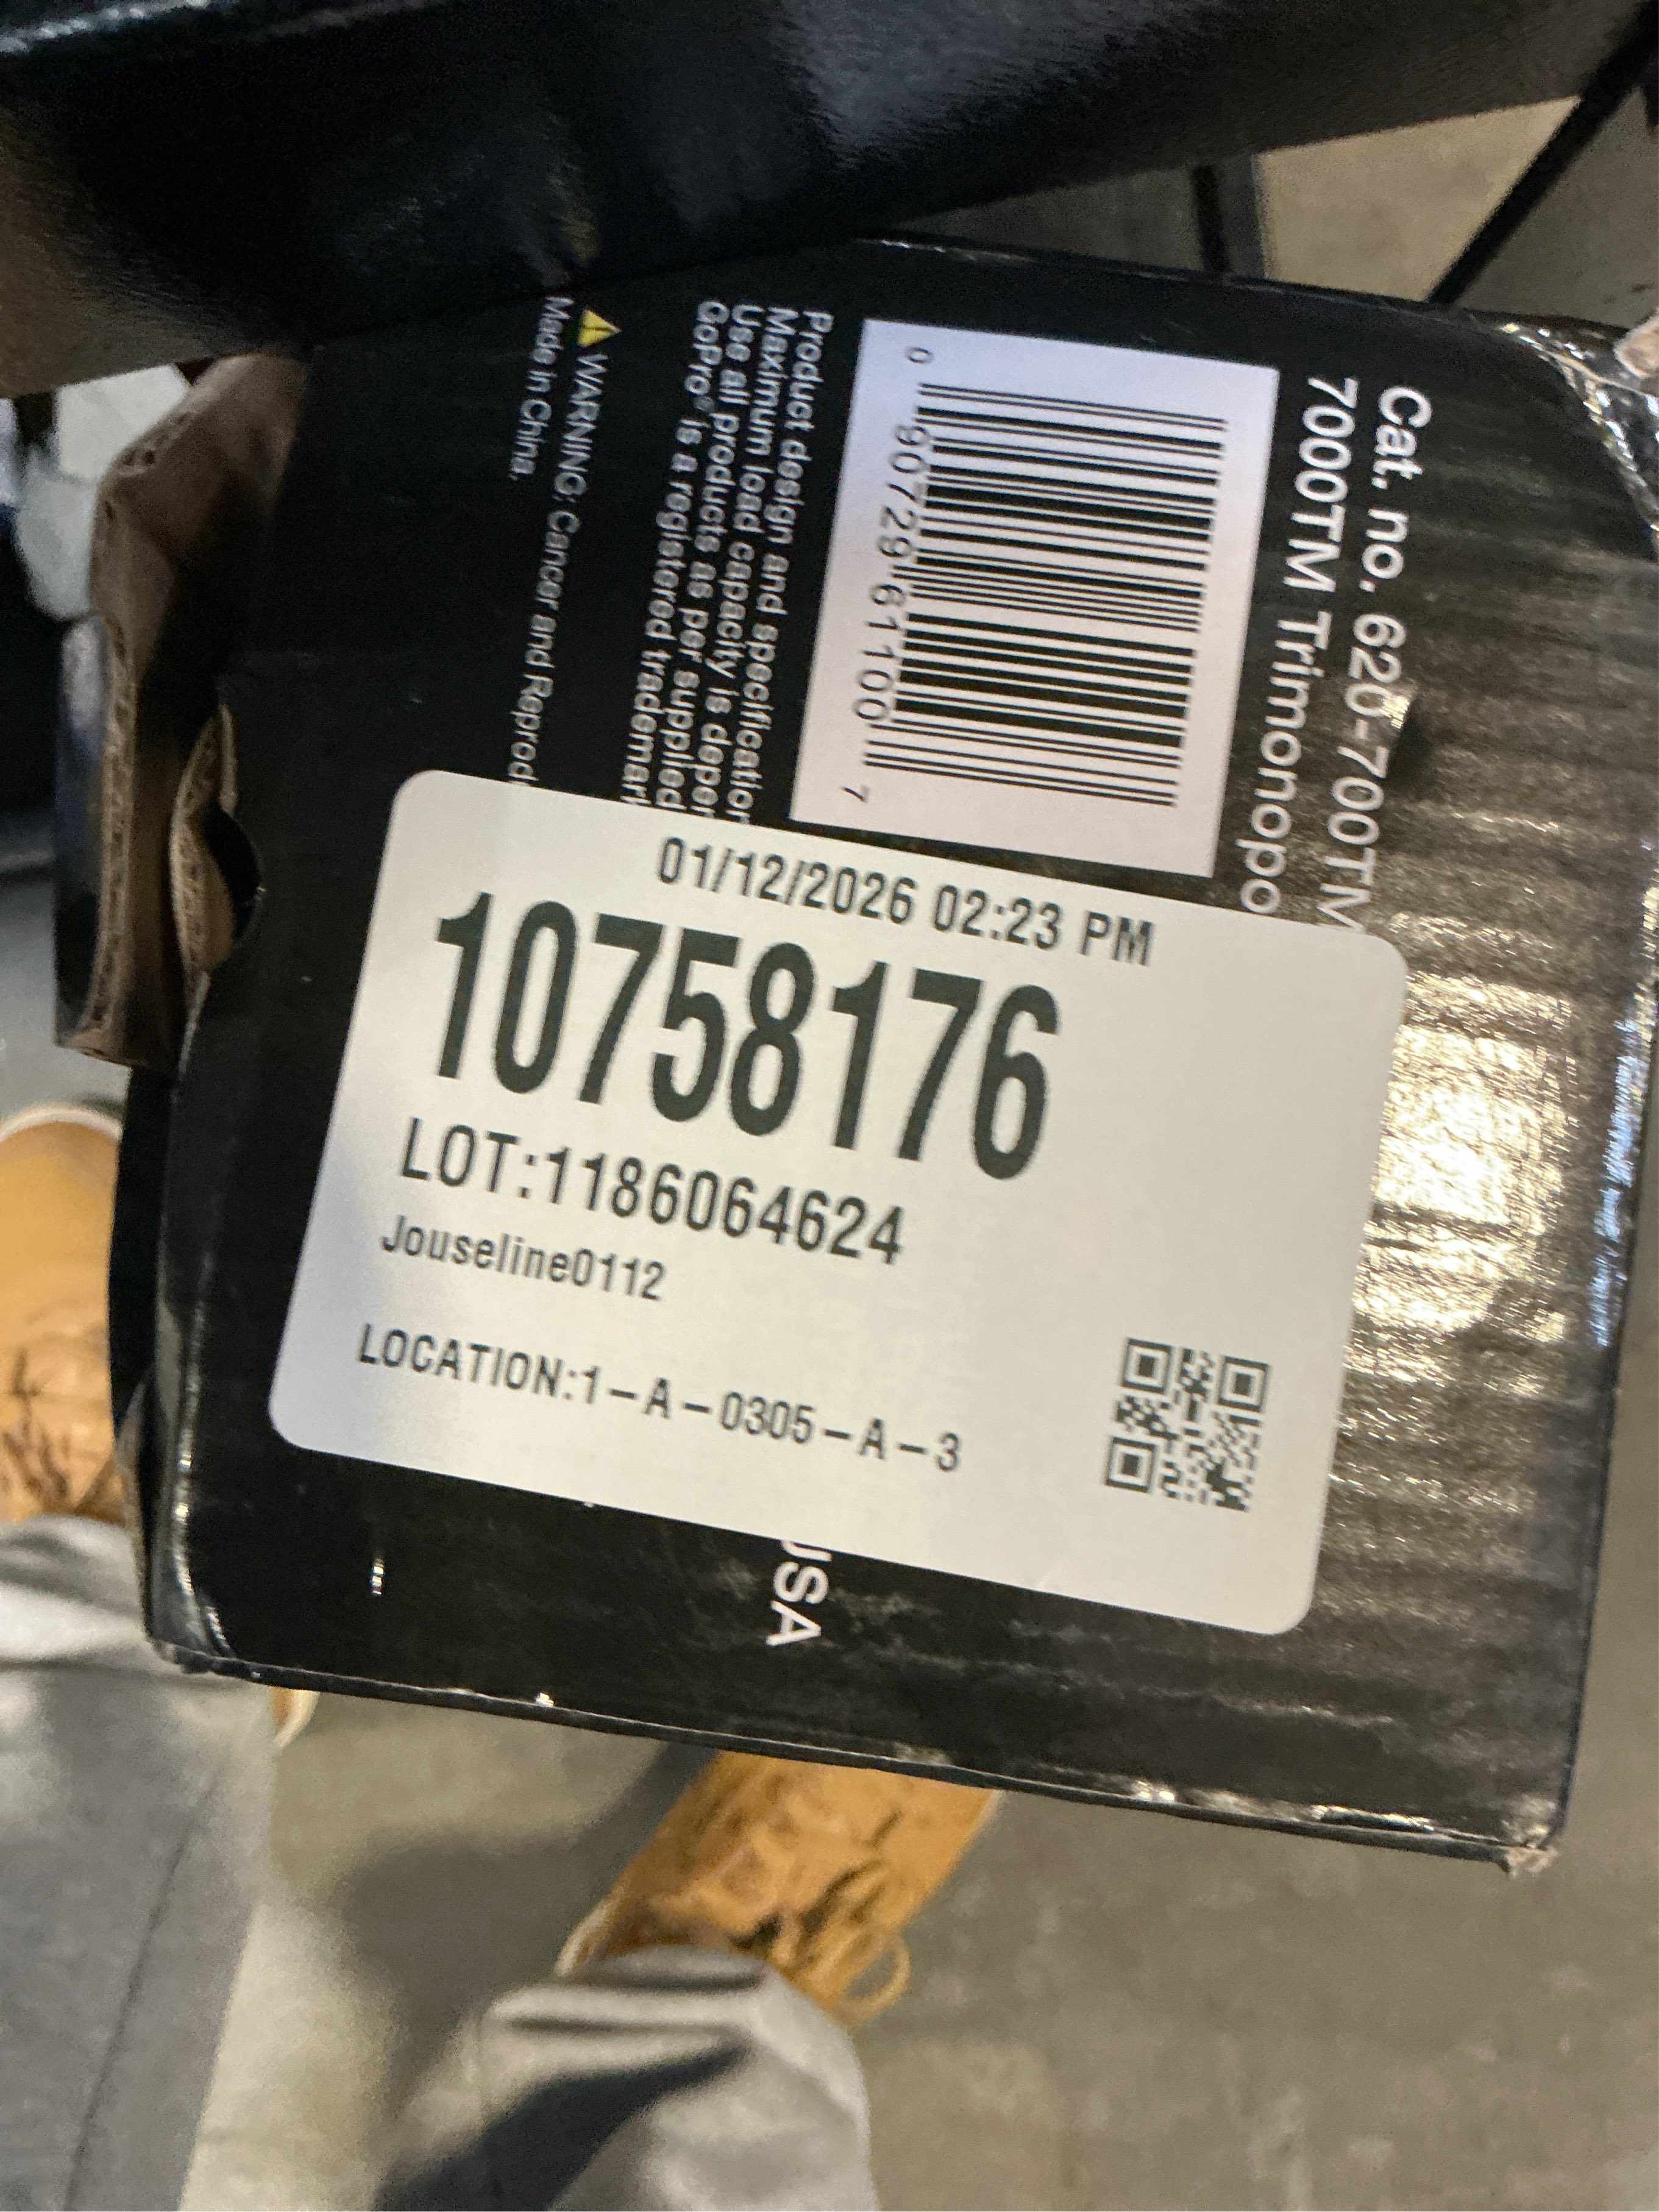 Cat. no. 620-700TM
7000TM Trimonopo
0 90729 61100 7
Product design and specification
Maximum load capacity is depen
Use all products as per supplied
GoPro® is a registered trademark
⚠ WARNING: Cancer and Reprod
Made in China.
01/12/2026 02:23 PM
10758176
LOT:1186064624
Jouseline0112
LOCATION:1-A-0305-A-3
USA